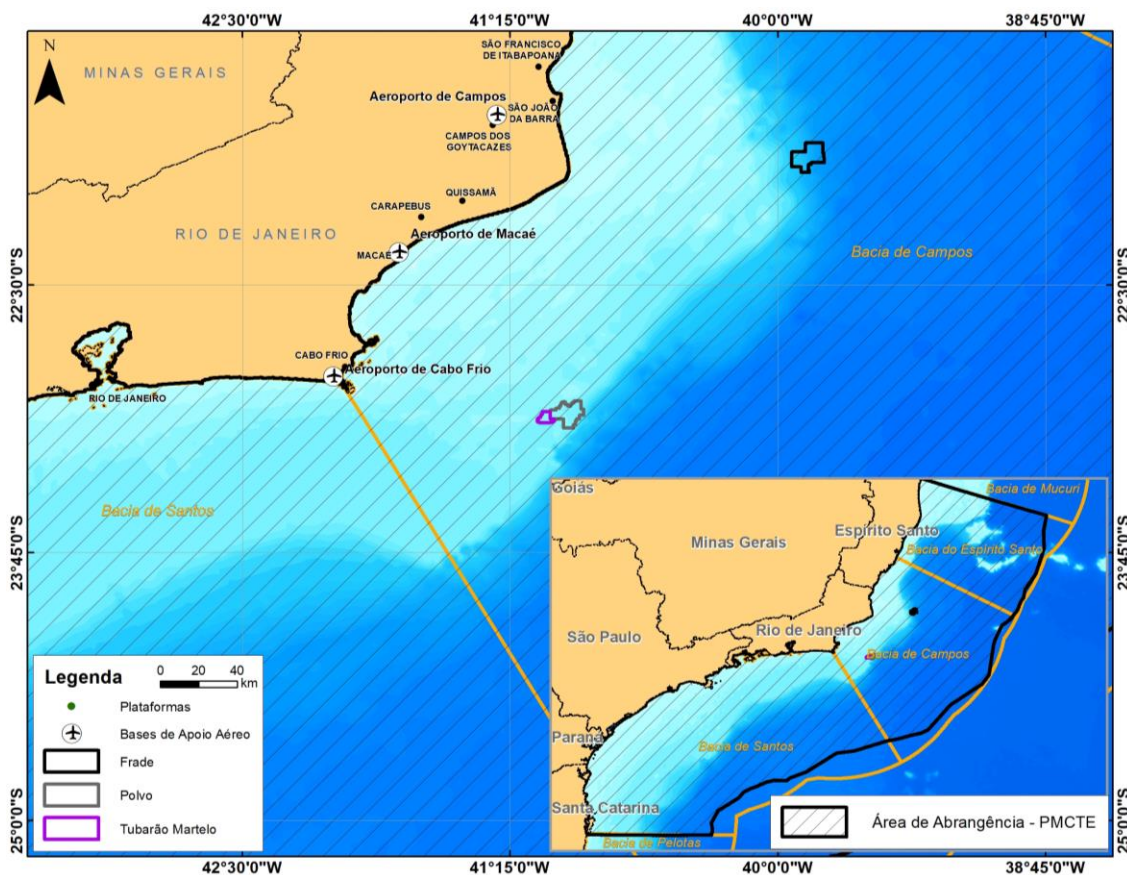 42°30'0"W
41°15'0"W
40°0'0"W
38°45'0"W
N
MINAS GERAIS
SÃO FRANCISCO
DE ITABAPOANA
Aeroporto de Campos
SÃO JOÃO
DA BARRA
CAMPOS DOS
GOYTACAZES
QUISSAMÃ
CARAPEBUS
RIO DE JANEIRO
Aeroporto de Macaé
MACAÉ
Bacia de Campos
22°30'0"S
22°30'0"S
CABO FRIO
Aeroporto de Cabo Frio
RIO DE JANEIRO
Bacia de Santos
23°45'0"S
23°45'0"S
Goiás
Bacia de Mucuri
Espírito Santo
Minas Gerais
Bacia do Espírito Santo
São Paulo
Rio de Janeiro
Bacia de Campos
Paraná
Bacia de Santos
Santa Catarina
Bacia de Pelotas
Área de Abrangência - PMCTE
Legenda
0 20 40
km
Plataformas
Bases de Apoio Aéreo
Frade
Polvo
Tubarão Martelo
25°0'0"S
25°0'0"S
42°30'0"W
41°15'0"W
40°0'0"W
38°45'0"W